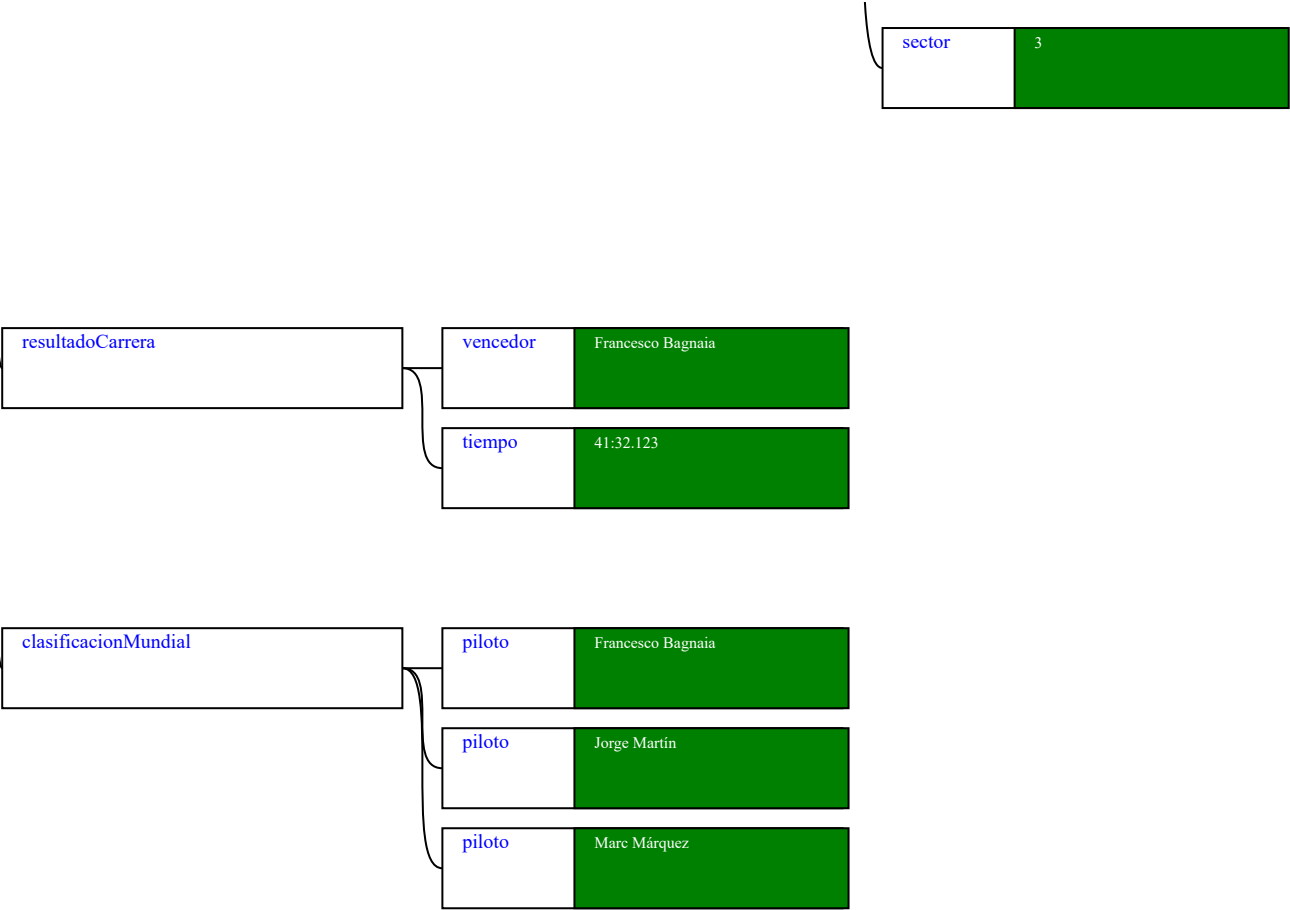 sector 3
resultadoCarrera vencedor Francesco Bagnaia
tiempo 41:32.123
clasificacionMundial piloto Francesco Bagnaia
piloto Jorge Martín
piloto Marc Márquez